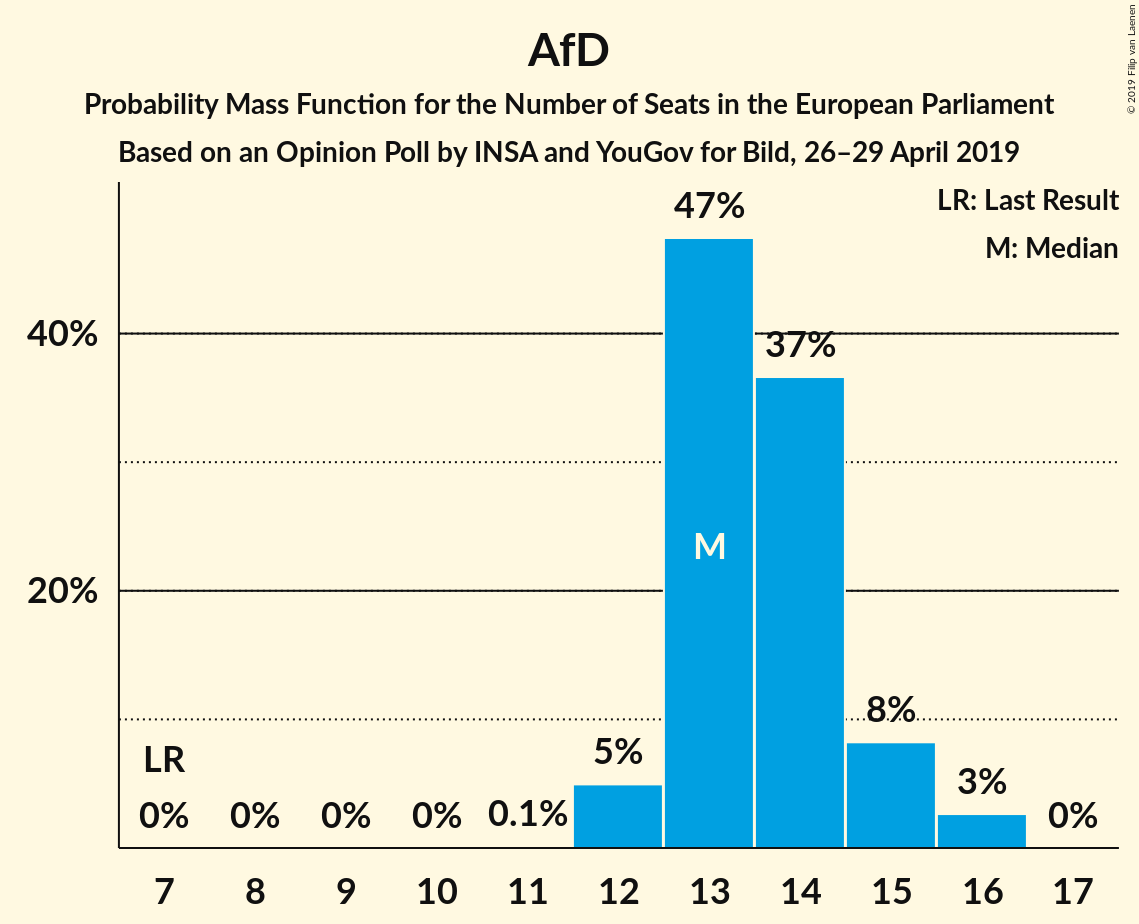 AfD
Probability Mass Function for the Number of Seats in the European Parliament
Based on an Opinion Poll by INSA and YouGov for Bild, 26–29 April 2019
© 2019 Filip van Laenen
LR: Last Result
M: Median
47%
40%
37%
M
20%
8%
LR
5%
3%
0%
0%
0%
0%
0.1%
0%
7 8 9 10 11 12 13 14 15 16 17